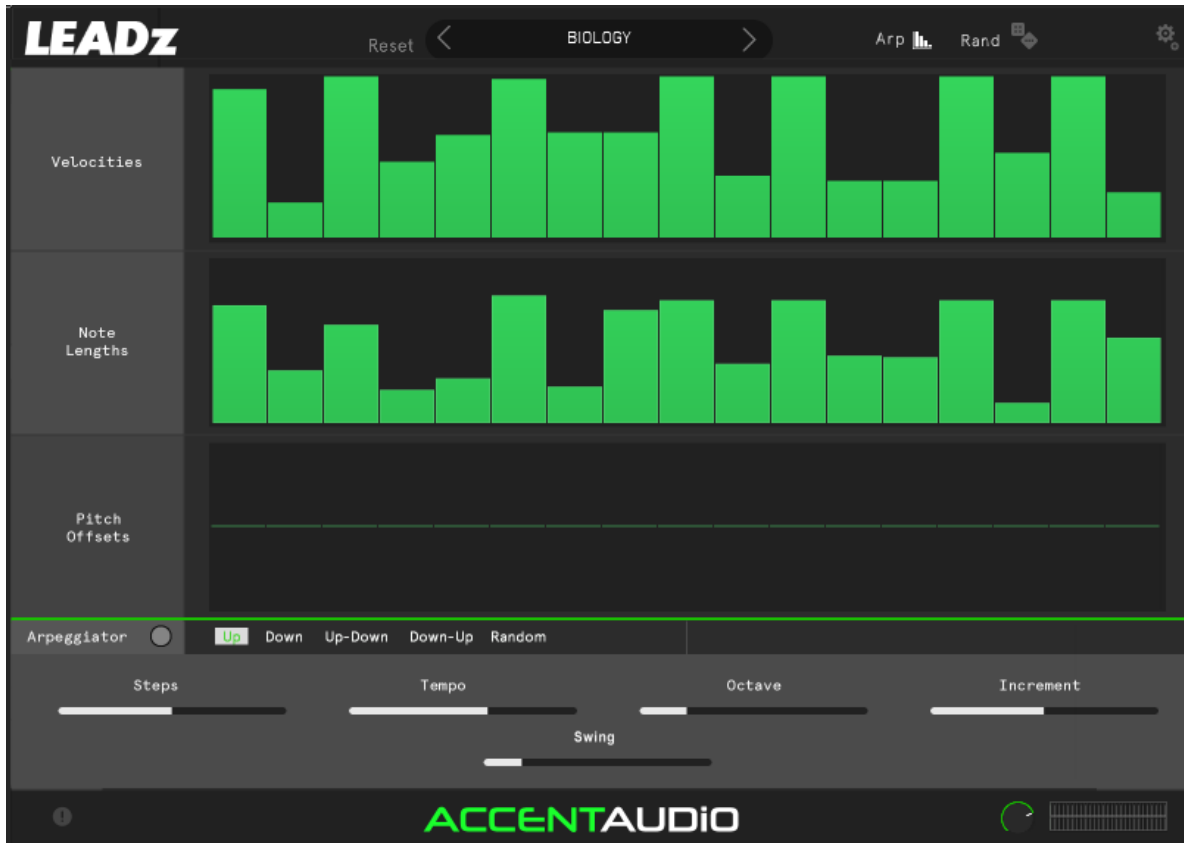 LEADz
Reset
BIOLOGY
Arp
Rand
Velocities
Note
Lengths
Pitch
Offsets
Arpeggiator
Up
Down
Up-Down
Down-Up
Random
Steps
Tempo
Octave
Increment
Swing
ACCENTAUDiO